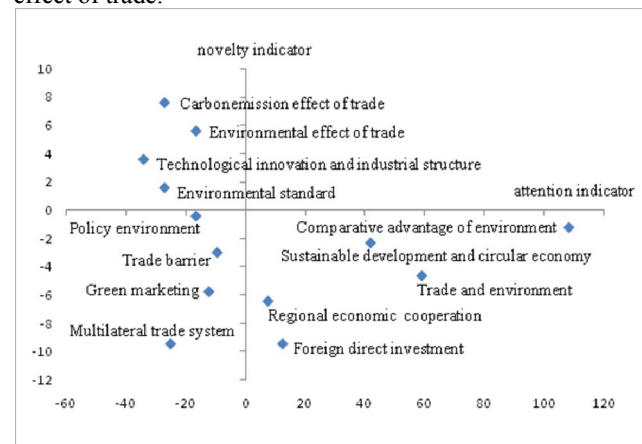 effect of trade.
novelty indicator
10
8
Carbonemission effect of trade
6
Environmental effect of trade
4
Technological innovation and industrial structure
2
Environmental standard
attention indicator
0
Policy environment
Comparative advantage of environment
-2
Sustainable development and circular economy
Trade barrier
-4
Green marketing
Trade and environment
-6
Regional economic cooperation
-8
Multilateral trade system
Foreign direct investment
-10
-12
-60 -40 -20 0 20 40 60 80 100 120